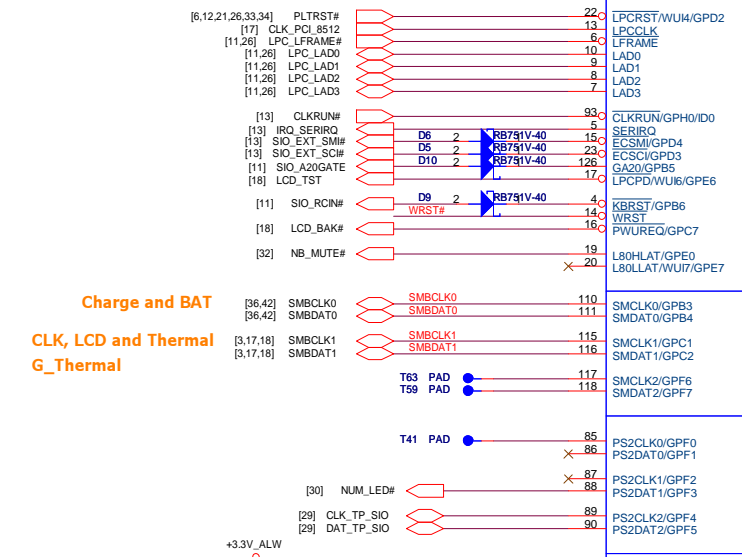 [6,12,21,26,33,34] PLTRST# 22 LPCRST/WUI4/GPD2
[17] CLK_PCI_8512 13 LPCCLK
[11,26] LPC_LFRAME# 6 LFRAME
[11,26] LPC_LAD0 10 LAD0
[11,26] LPC_LAD1 9 LAD1
[11,26] LPC_LAD2 8 LAD2
[11,26] LPC_LAD3 7 LAD3
[13] CLKRUN# 93 CLKRUN/GPH0/ID0
[13] IRQ_SERIRQ 5 SERIRQ
[13] SIO_EXT_SMI# D6 2 RB751V-40 15 ECSMI/GPD4
[13] SIO_EXT_SCI# D5 2 RB751V-40 23 ECSCI/GPD3
[11] SIO_A20GATE D10 2 RB751V-40 126 GA20/GPB5
[18] LCD_TST 17 LPCPD/WUI6/GPE6
[11] SIO_RCIN# D9 2 RB751V-40 4 KBRST/GPB6
WRST# 14 WRST
[18] LCD_BAK# 16 PWUREQ/GPC7
[32] NB_MUTE# 19 L80HLAT/GPE0
20 L80LLAT/WUI7/GPE7
Charge and BAT
[36,42] SMBCLK0 SMBCLK0 110 SMCLK0/GPB3
[36,42] SMBDAT0 SMBDAT0 111 SMDAT0/GPB4
CLK, LCD and Thermal
[3,17,18] SMBCLK1 SMBCLK1 115 SMCLK1/GPC1
[3,17,18] SMBDAT1 SMBDAT1 116 SMDAT1/GPC2
G_Thermal
T63 PAD 117 SMCLK2/GPF6
T59 PAD 118 SMDAT2/GPF7
T41 PAD 85 PS2CLK0/GPF0
86 PS2DAT0/GPF1
87 PS2CLK1/GPF2
[30] NUM_LED# 88 PS2DAT1/GPF3
[29] CLK_TP_SIO 89 PS2CLK2/GPF4
[29] DAT_TP_SIO 90 PS2DAT2/GPF5
+3.3V_ALW